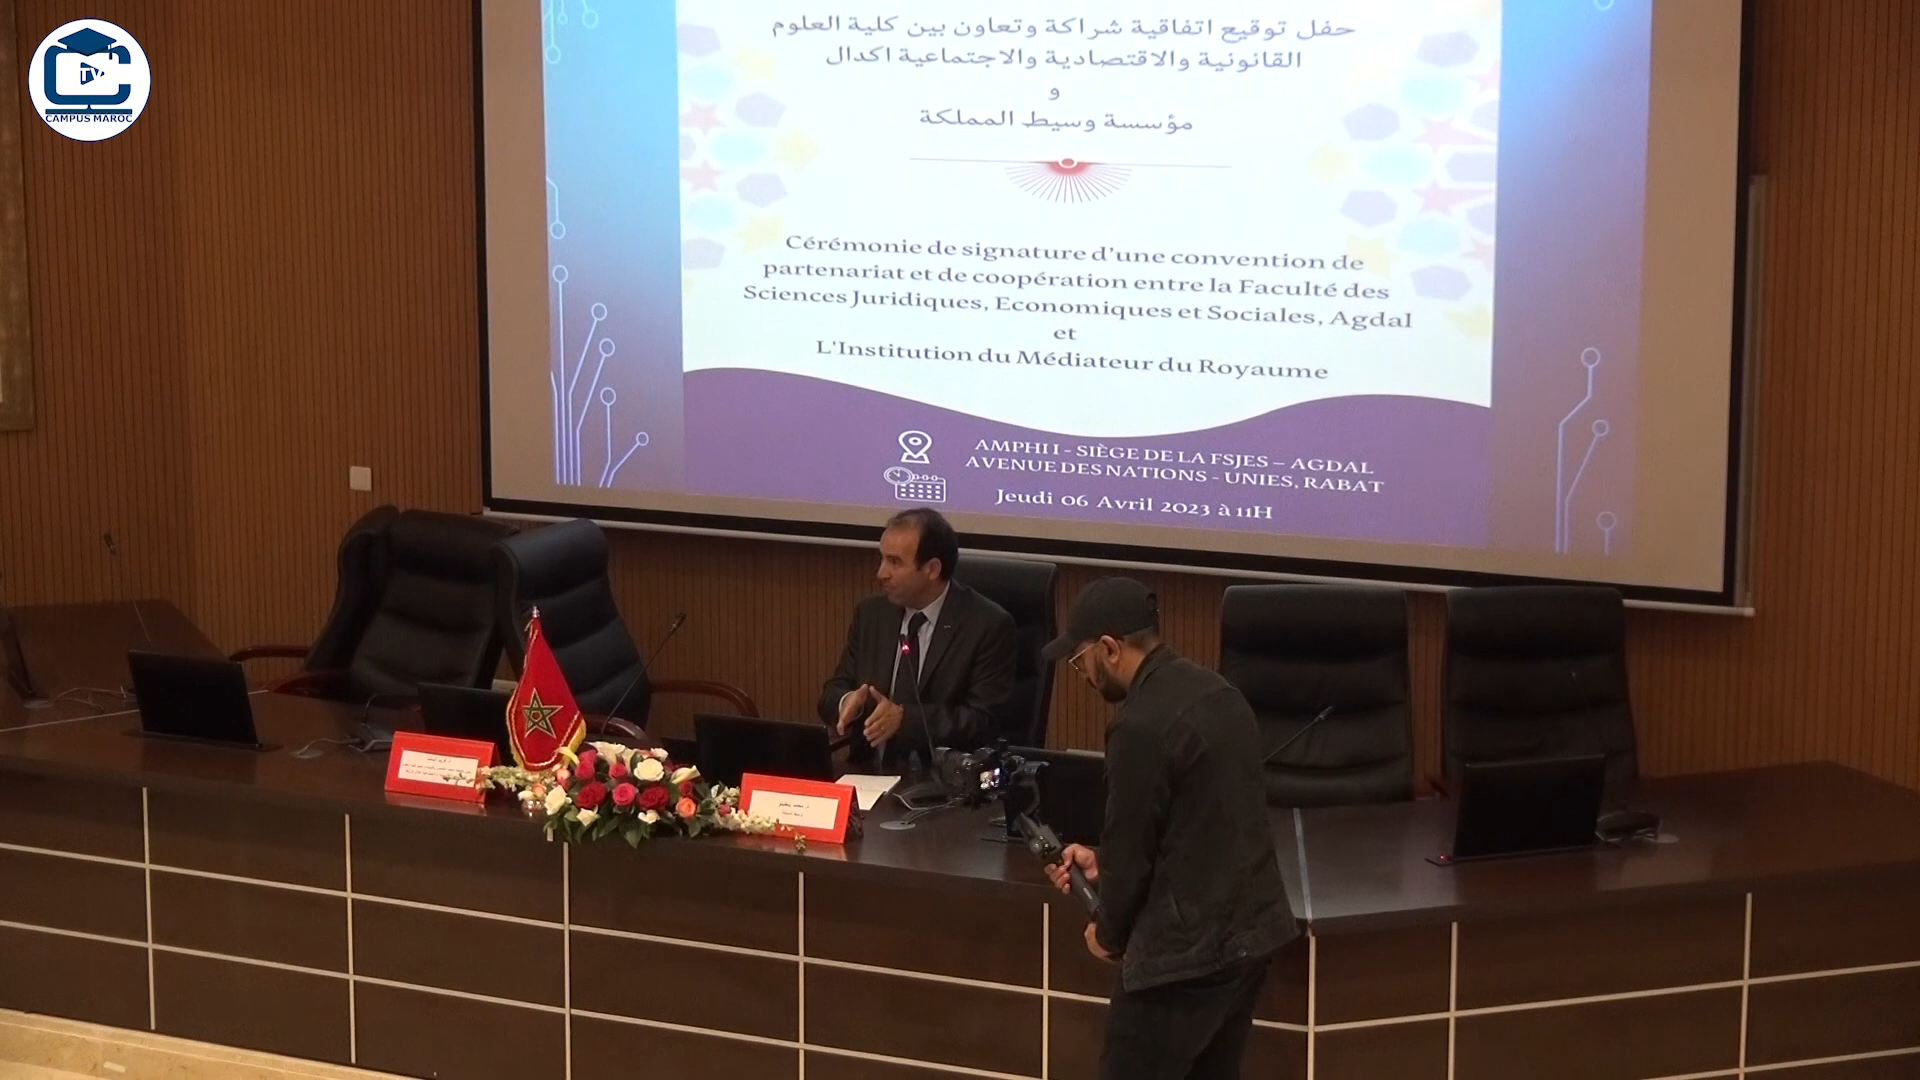 TV
CAMPUS MAROC
حفل توقيع اتفاقية شراكة وتعاون بين كلية العلوم
القانونية والاقتصادية والاجتماعية اكدال
و
مؤسسة وسيط المملكة
Cérémonie de signature d'une convention de
partenariat et de coopération entre la Faculté des
Sciences Juridiques, Economiques et Sociales, Agdal
et
L'Institution du Médiateur du Royaume
AMPHI I - SIÈGE DE LA FSJES – AGDAL
AVENUE DES NATIONS - UNIES, RABAT
Jeudi 06 Avril 2023 à 11H